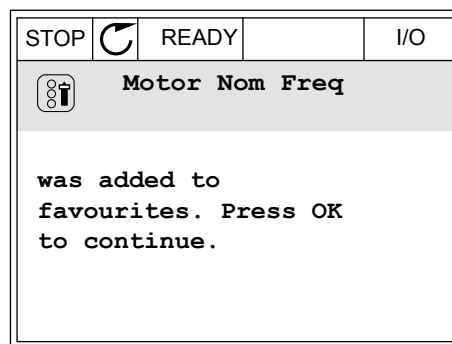 STOP READY I/O
Motor Nom Freq
was added to
favourites. Press OK
to continue.